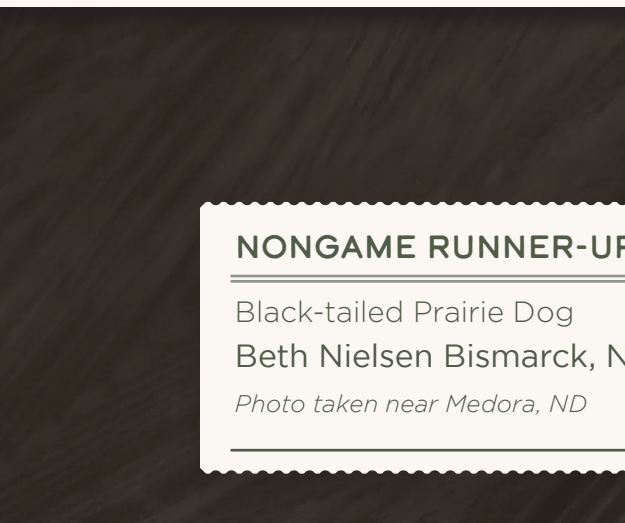 NONGAME RUNNER-UP
Black-tailed Prairie Dog
Beth Nielsen Bismarck, N
Photo taken near Medora, ND